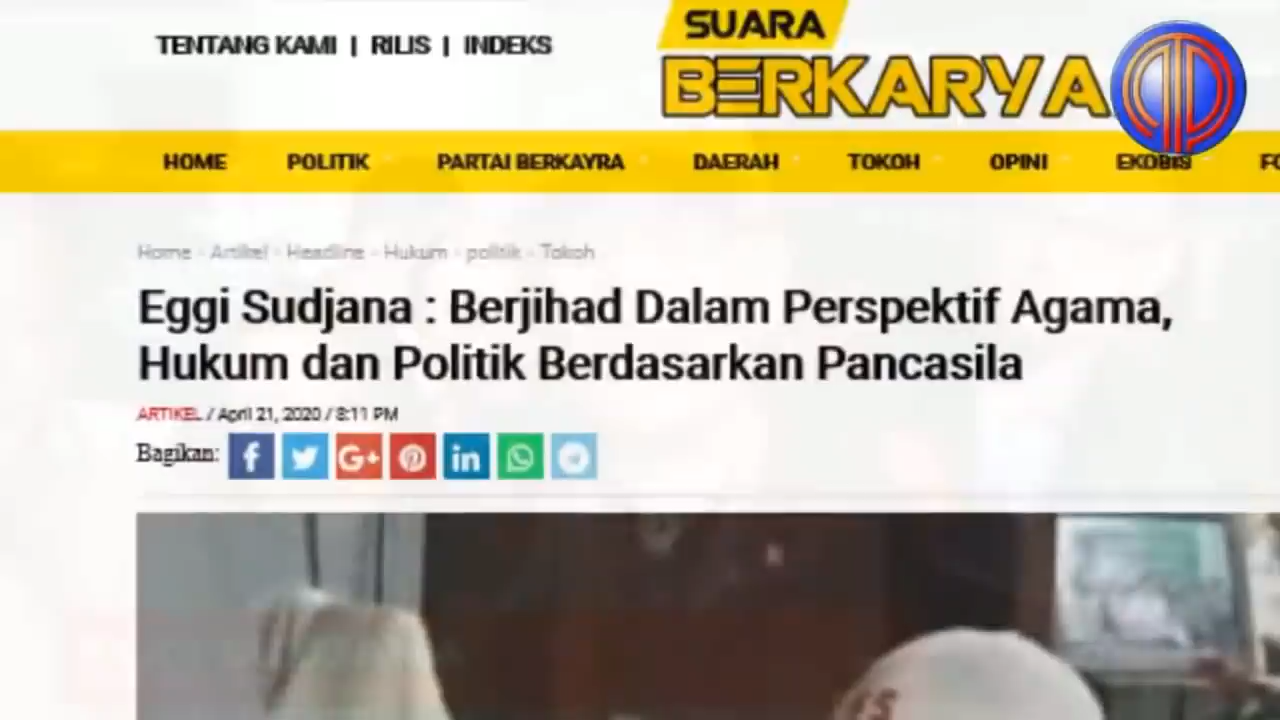 TENTANG KAMI | RILIS | INDEKS
SUARA
BERKARYA
HOME POLITIK PARTAI BERKAYRA DAERAH TOKOH OPINI EKOBIS
Home - Artikel - Headline - Hukum - politik - Tokoh
Eggi Sudjana : Berjihad Dalam Perspektif Agama,
Hukum dan Politik Berdasarkan Pancasila
ARTIKEL / April 21, 2020 / 8:11 PM
Bagikan: